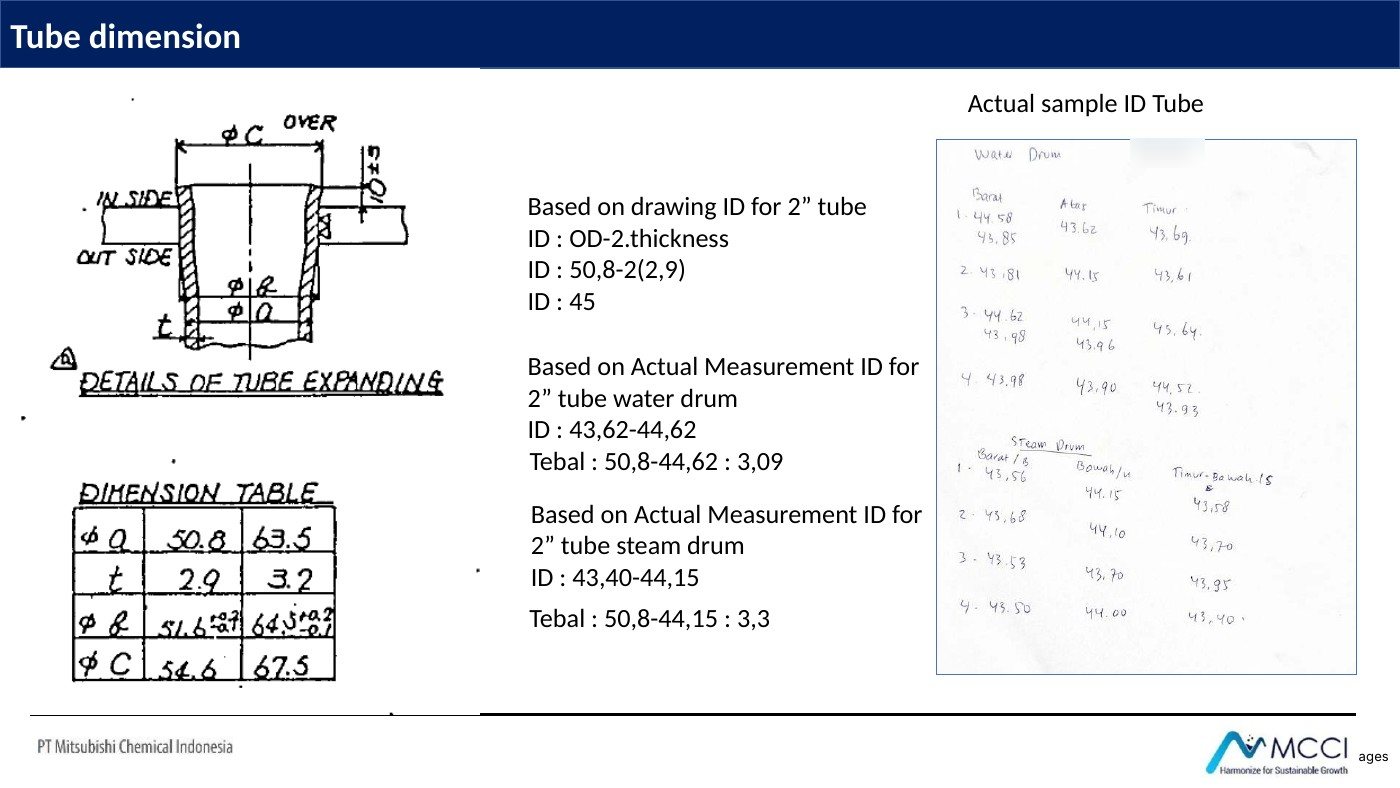 Tube dimension
Actual sample ID Tube
φ C OVER
10±3
IN SIDE
OUT SIDE
φ B
φ a
t
a
DETAILS OF TUBE EXPANDING
DIMENSION TABLE
φ a 50.8 63.5
t 2.9 3.2
φ B 51.6 64.5
φ C 54.6 67.5
Based on drawing ID for 2” tube
ID : OD-2.thickness
ID : 50,8-2(2,9)
ID : 45
Based on Actual Measurement ID for
2” tube water drum
ID : 43,62-44,62
Tebal : 50,8-44,62 : 3,09
Based on Actual Measurement ID for
2” tube steam drum
ID : 43,40-44,15
Tebal : 50,8-44,15 : 3,3
Water Drum
Barat Atas Timur
1. 44.58 43.62 43,69.
43.85
2. 43.81 44.15 43,61
3. 44.62 44,15 43.64.
43.98 43.96
4. 43.98 43,90 44,52.
43.93
Steam Drum
Barat / B Bawah/u Timur-Bawah /S
1. 43,56 44.15 43,58
2. 43,68 44,10 43,70
3. 43.53 43,70 43,95
4. 43.50 44.00 43,40.
PT Mitsubishi Chemical Indonesia
MCCI
Harmonize for Sustainable Growth
ages